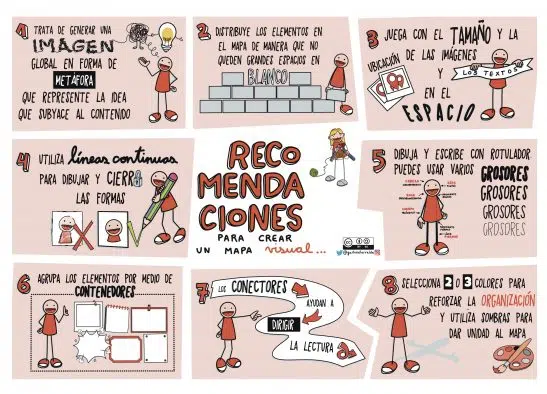 1 TRATA DE GENERAR UNA
IMAGEN
GLOBAL EN FORMA DE
METÁFORA
QUE REPRESENTE LA IDEA
QUE SUBYACE AL CONTENIDO
2 DISTRIBUYE LOS ELEMENTOS EN
EL MAPA DE MANERA QUE NO
QUEDEN GRANDES ESPACIOS EN
BLANCO
3 JUEGA CON EL TAMAÑO Y LA
UBICACIÓN DE LAS IMÁGENES
Y LOS TEXTOS
EN EL
ESPACIO
4 UTILIZA líneas continuas
PARA DIBUJAR Y CIERRA
LAS FORMAS
RECO
MENDA
CIONES
PARA CREAR
UN MAPA visual...
5 DIBUJA Y ESCRIBE CON ROTULADOR
PUEDES USAR VARIOS GROSORES
GROSORES
GROSORES
GROSORES
6 AGRUPA LOS ELEMENTOS POR MEDIO DE
CONTENEDORES
7 LOS CONECTORES
AYUDAN A
DIRIGIR
LA LECTURA
8 SELECCIONA 2 O 3 COLORES PARA
REFORZAR LA ORGANIZACIÓN
Y UTILIZA SOMBRAS PARA
DAR UNIDAD AL MAPA